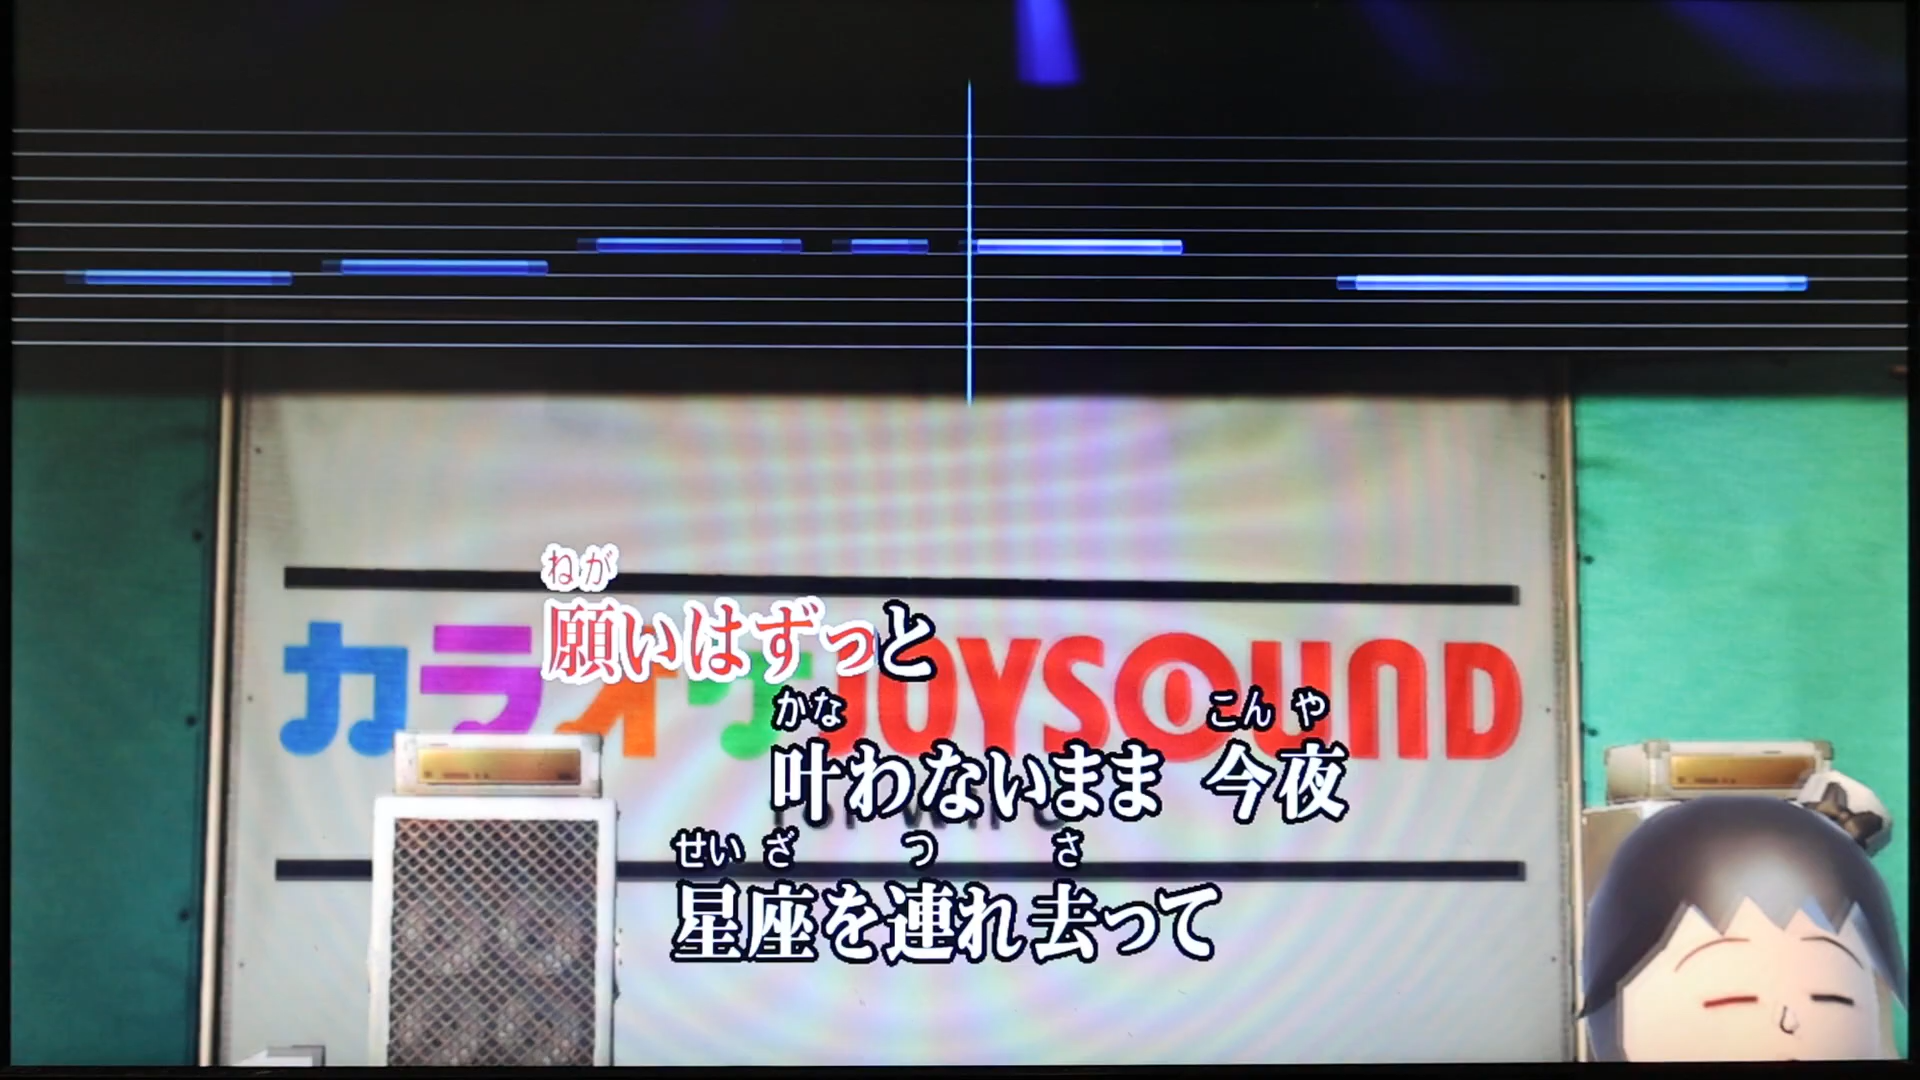 ねが
願いはずっと
カラオケJOYSOUND
かな こん や
叶わないまま 今夜
せい ざ つ さ
星座を連れ去って